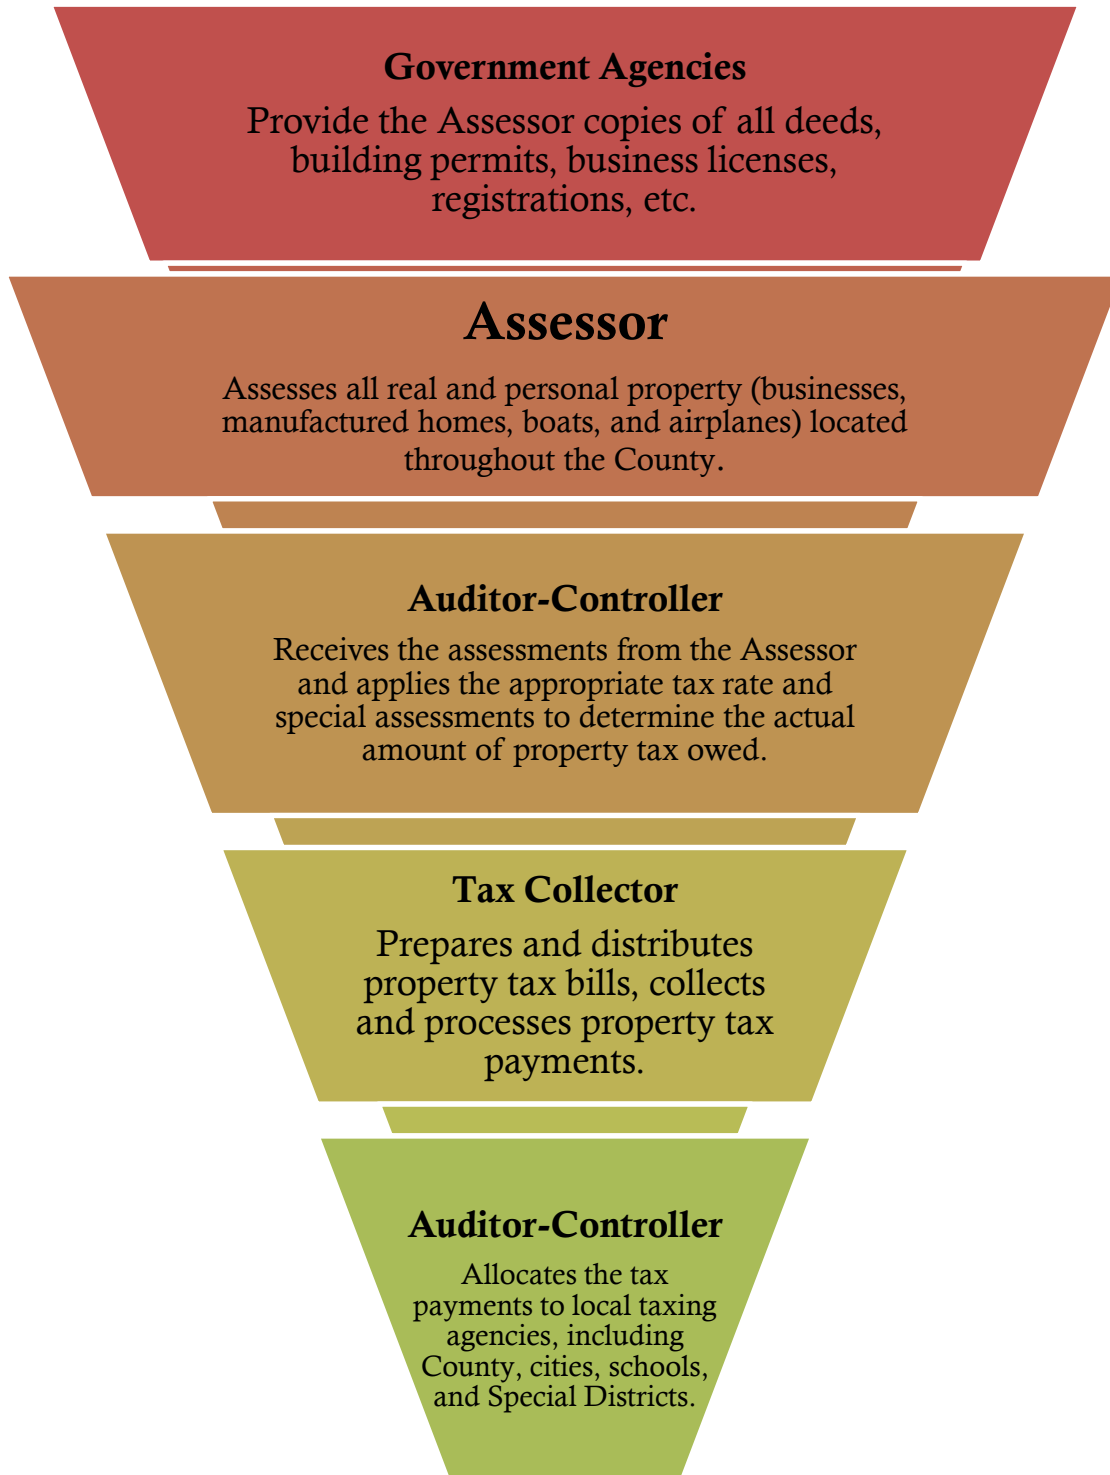 Government Agencies
Provide the Assessor copies of all deeds,
building permits, business licenses,
registrations, etc.
Assessor
Assesses all real and personal property (businesses,
manufactured homes, boats, and airplanes) located
throughout the County.
Auditor-Controller
Receives the assessments from the Assessor
and applies the appropriate tax rate and
special assessments to determine the actual
amount of property tax owed.
Tax Collector
Prepares and distributes
property tax bills, collects
and processes property tax
payments.
Auditor-Controller
Allocates the tax
payments to local taxing
agencies, including
County, cities, schools,
and Special Districts.